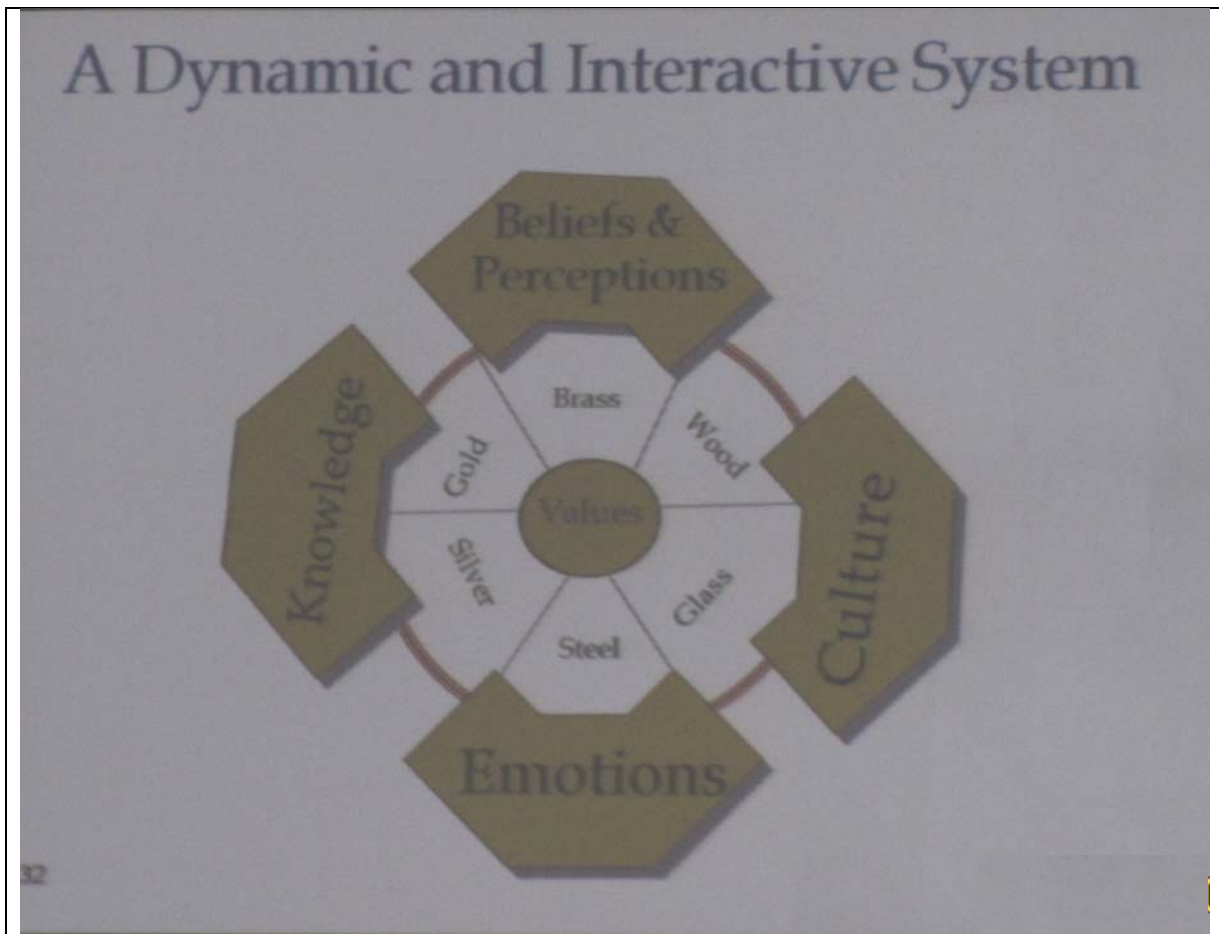 A Dynamic and Interactive System
Beliefs &
Perceptions
Knowledge
Brass
Wood
Gold
Values
Culture
Silver
Glass
Steel
Emotions
32